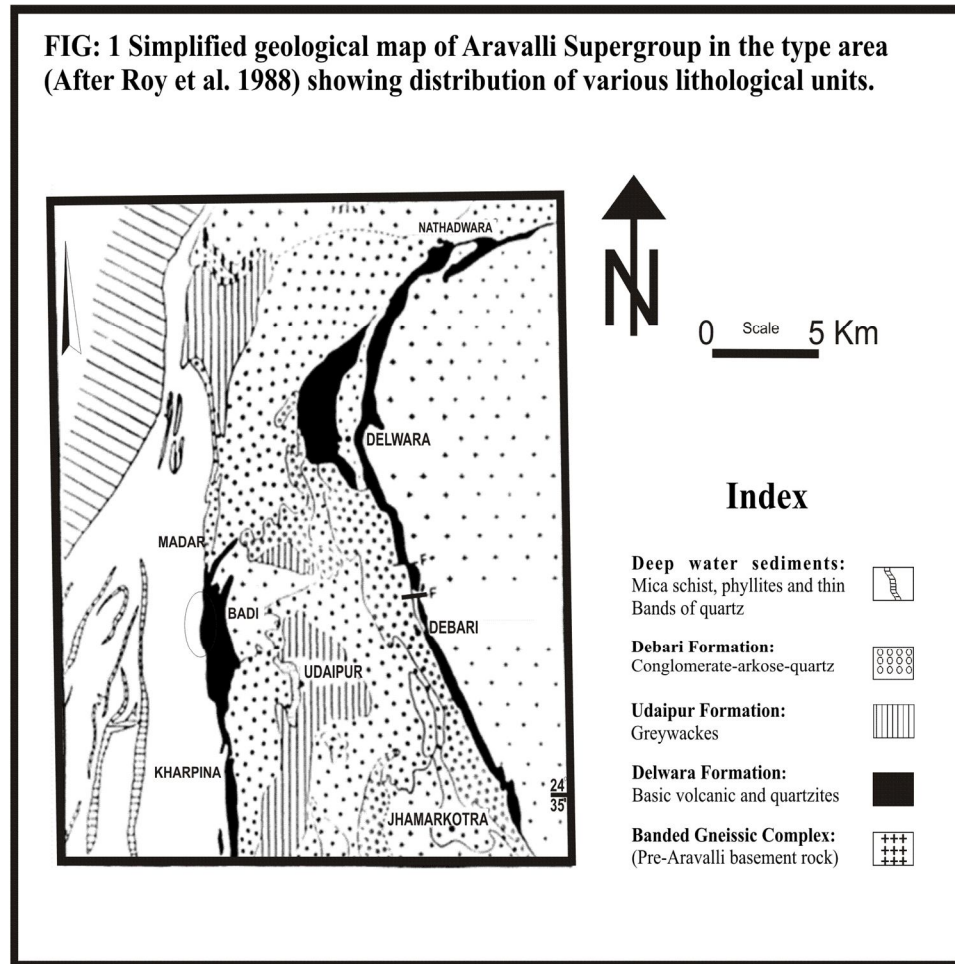 FIG: 1 Simplified geological map of Aravalli Supergroup in the type area
(After Roy et al. 1988) showing distribution of various lithological units.
NATHADWARA
N
0 Scale 5 Km
DELWARA
Index
MADAR
BADI
F
F
DEBARI
UDAIPUR
KHARPINA
JHAMARKOTRA
24
35'
Deep water sediments:
Mica schist, phyllites and thin
Bands of quartz
Debari Formation:
Conglomerate-arkose-quartz
Udaipur Formation:
Greywackes
Delwara Formation:
Basic volcanic and quartzites
Banded Gneissic Complex:
(Pre-Aravalli basement rock)